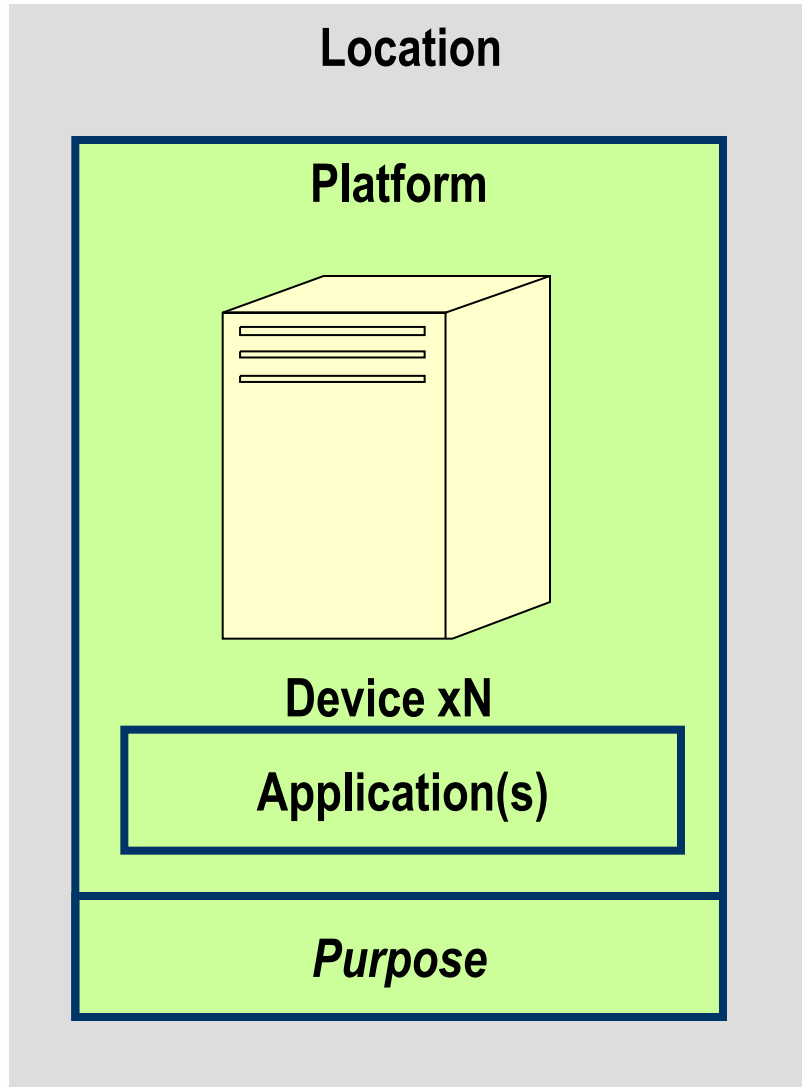 Location
Platform
Device xN
Application(s)
Purpose